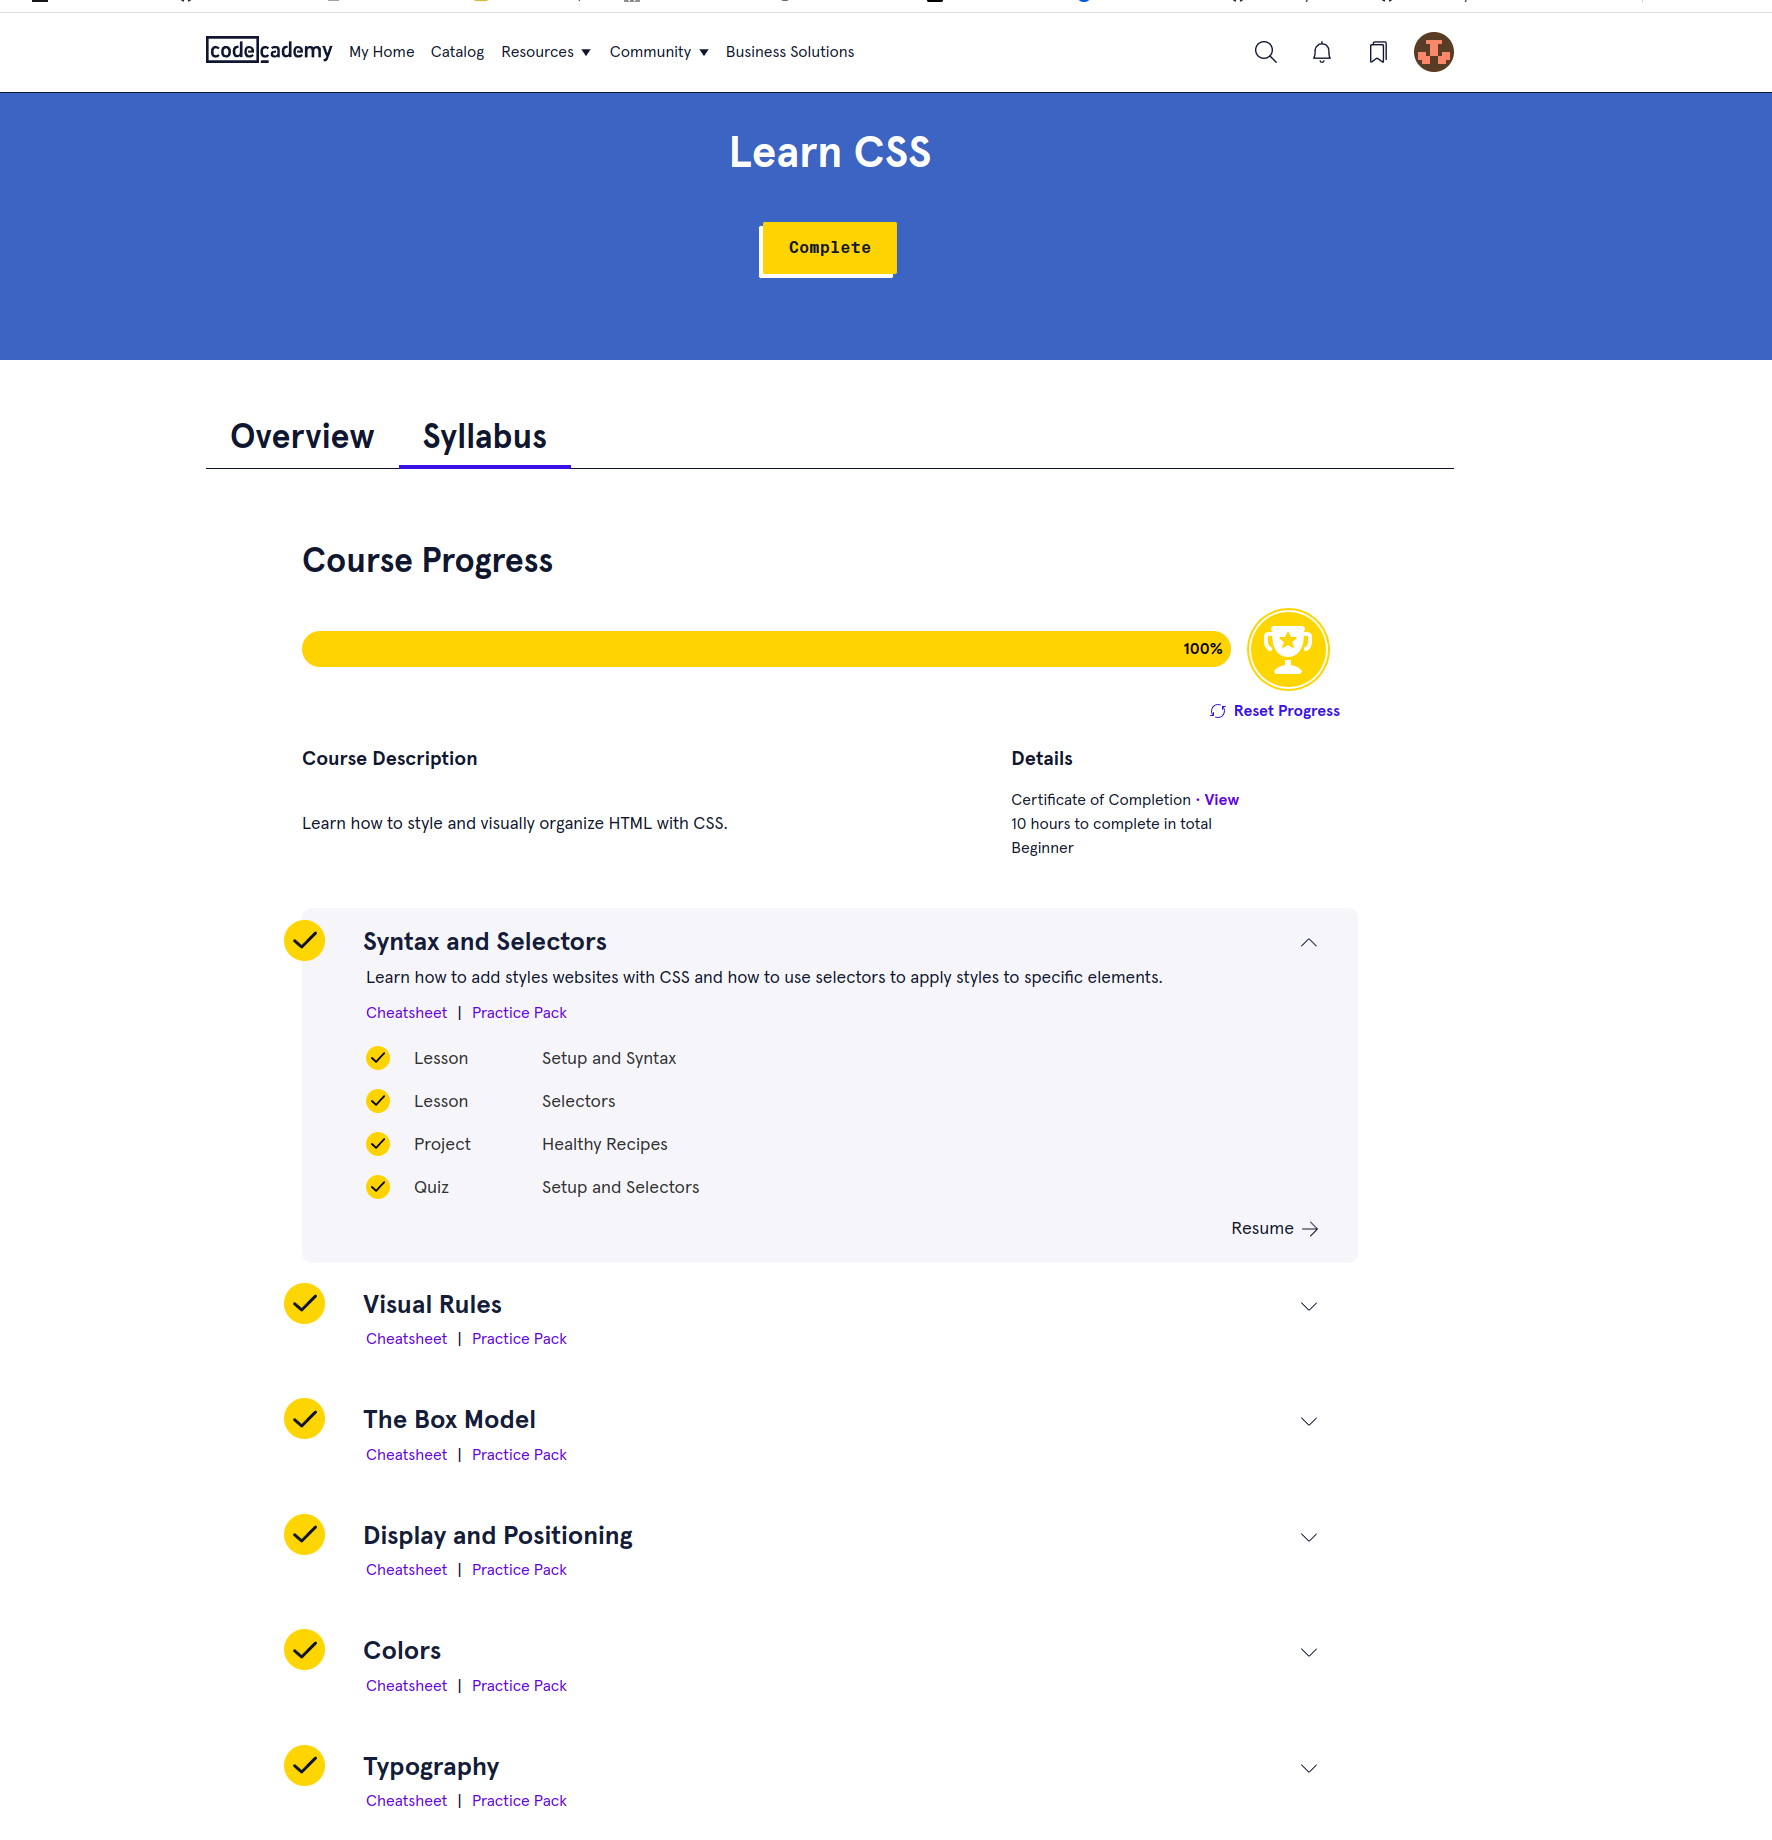 codecademy My Home Catalog Resources Community Business Solutions
Learn CSS
Complete
Overview Syllabus
Course Progress
100%
Reset Progress
Course Description
Learn how to style and visually organize HTML with CSS.
Details
Certificate of Completion · View
10 hours to complete in total
Beginner
Syntax and Selectors
Learn how to add styles websites with CSS and how to use selectors to apply styles to specific elements.
Cheatsheet | Practice Pack
Lesson Setup and Syntax
Lesson Selectors
Project Healthy Recipes
Quiz Setup and Selectors
Resume
Visual Rules
Cheatsheet | Practice Pack
The Box Model
Cheatsheet | Practice Pack
Display and Positioning
Cheatsheet | Practice Pack
Colors
Cheatsheet | Practice Pack
Typography
Cheatsheet | Practice Pack